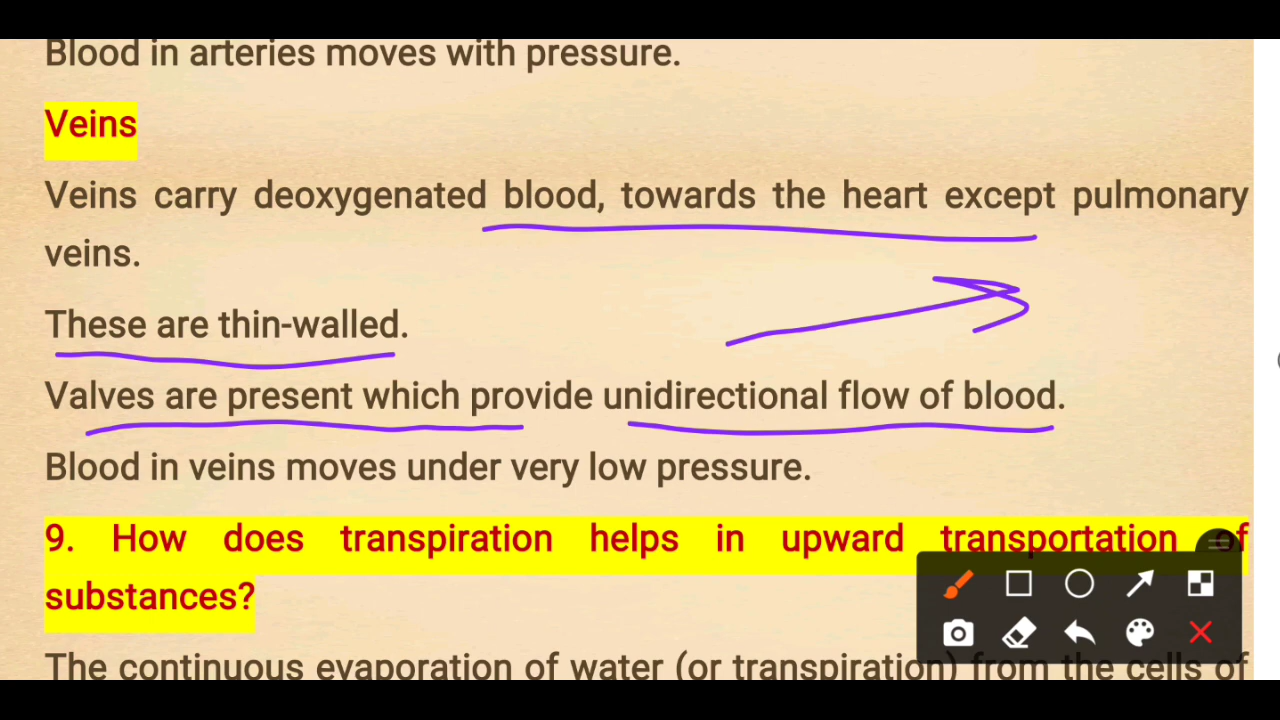 Blood in arteries moves with pressure.
Veins
Veins carry deoxygenated blood, towards the heart except pulmonary
veins.
These are thin-walled.
Valves are present which provide unidirectional flow of blood.
Blood in veins moves under very low pressure.
9. How does transpiration helps in upward transportation of
substances?
The continuous evaporation of water (or transpiration) from the cells of